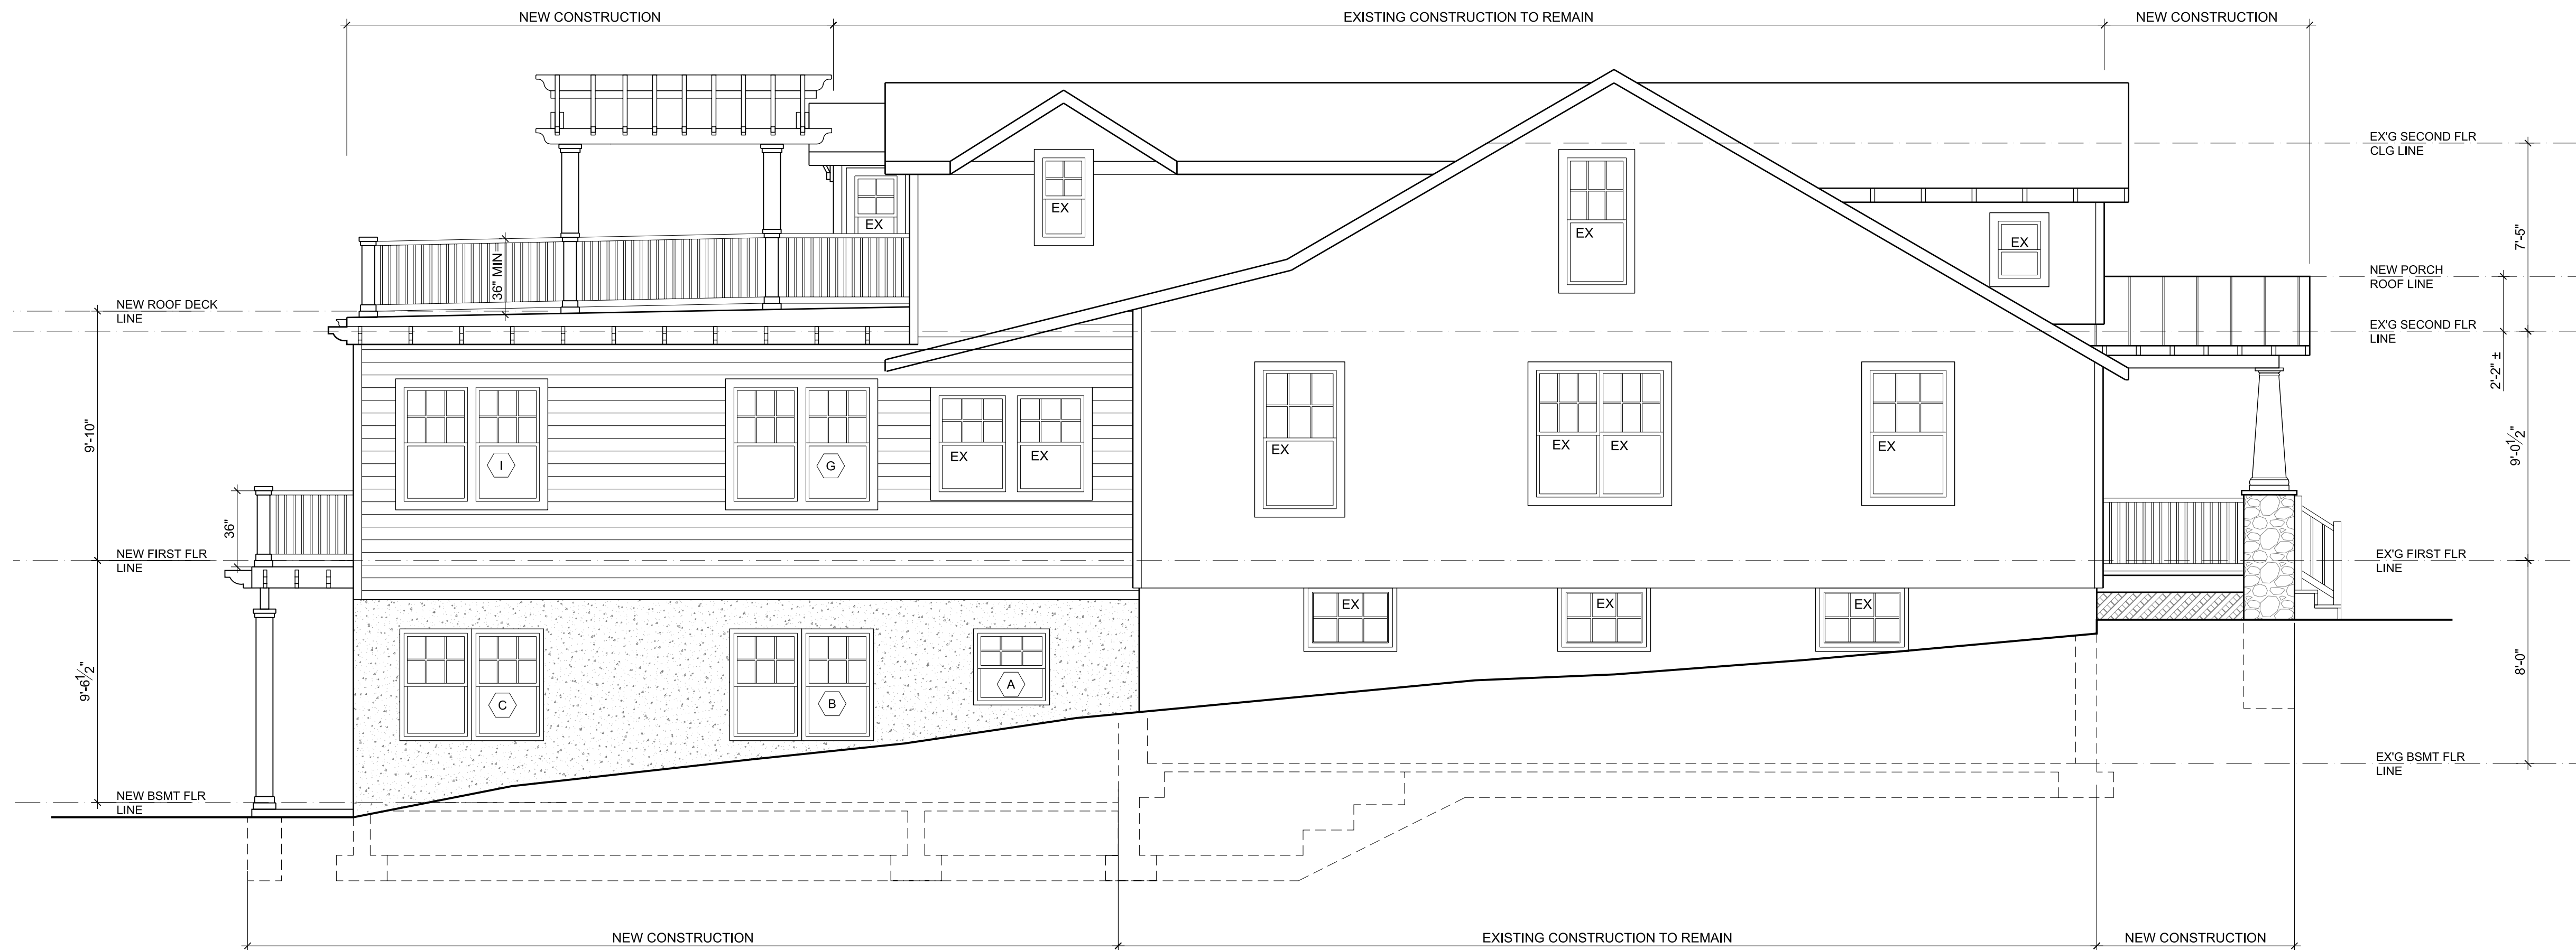 NEW CONSTRUCTION
EXISTING CONSTRUCTION TO REMAIN
NEW CONSTRUCTION
EX'G SECOND FLR
CLG LINE
EX
EX
EX
EX
7'-5"
36" MIN
NEW PORCH
ROOF LINE
NEW ROOF DECK
LINE
EX'G SECOND FLR
LINE
2'-2" ±
9'-10"
I
G
EX
EX
EX
EX
EX
EX
9'-0 1/2"
36"
NEW FIRST FLR
LINE
EX'G FIRST FLR
LINE
EX
EX
EX
9'-6 1/2"
C
B
A
8'-0"
EX'G BSMT FLR
LINE
NEW BSMT FLR
LINE
NEW CONSTRUCTION
EXISTING CONSTRUCTION TO REMAIN
NEW CONSTRUCTION